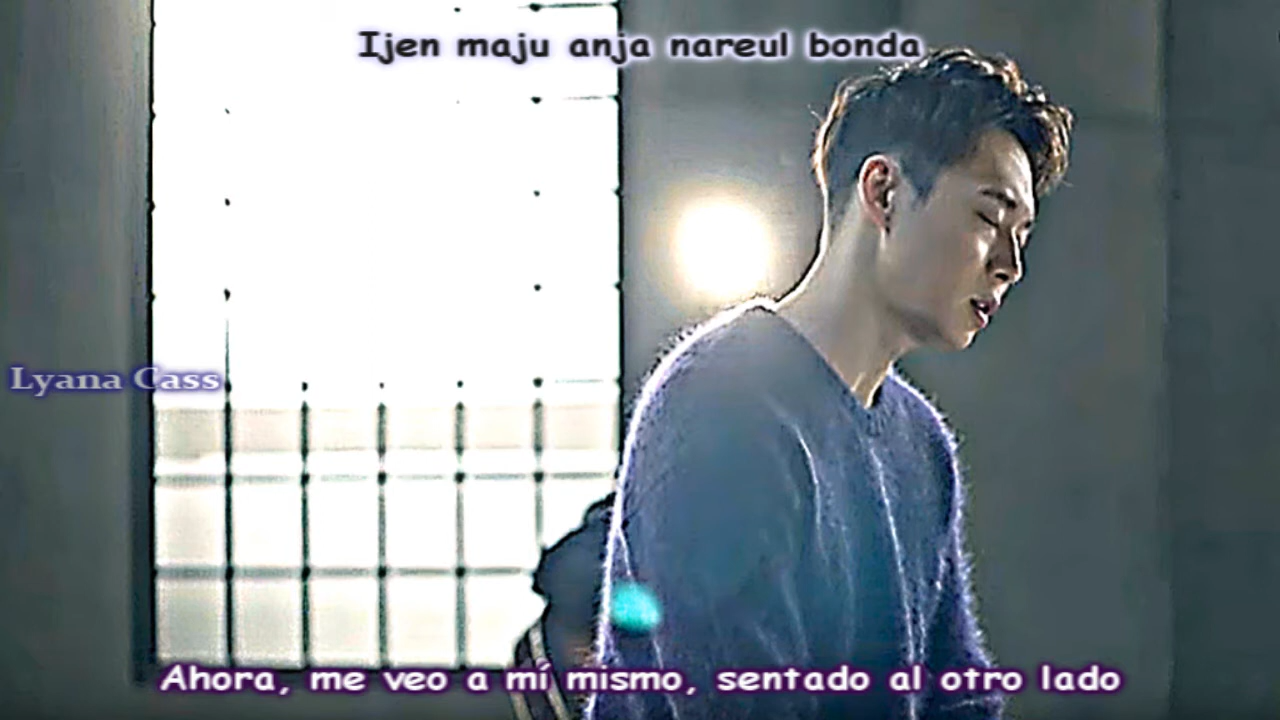 Ijen maju anja nareul bonda
Lyana Cass
Ahora, me veo a mí mismo, sentado al otro lado